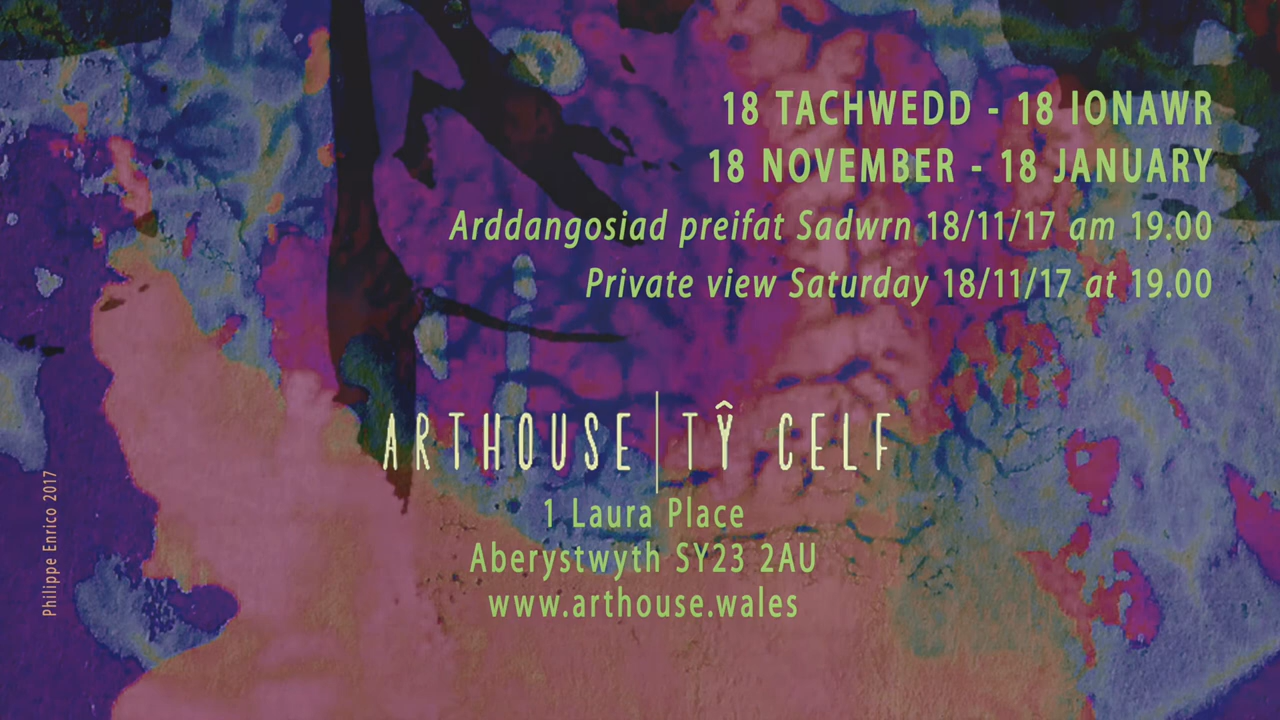 18 TACHWEDD - 18 IONAWR
18 NOVEMBER - 18 JANUARY
Arddangosiad preifat Sadwrn 18/11/17 am 19.00
Private view Saturday 18/11/17 at 19.00
ARTHOUSE | TŶ CELF
1 Laura Place
Aberystwyth SY23 2AU
www.arthouse.wales
Philippe Enrico 2017